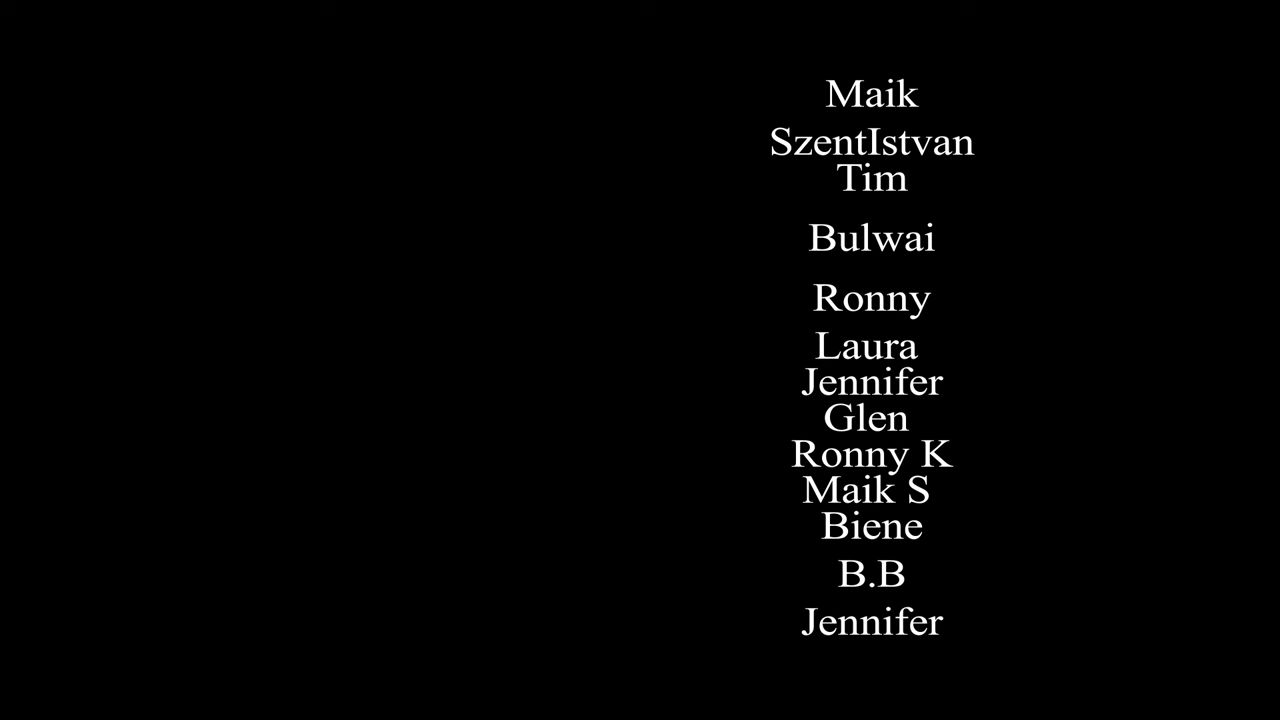 Maik
SzentIstvan
Tim
Bulwai
Ronny
Laura
Jennifer
Glen
Ronny K
Maik S
Biene
B.B
Jennifer